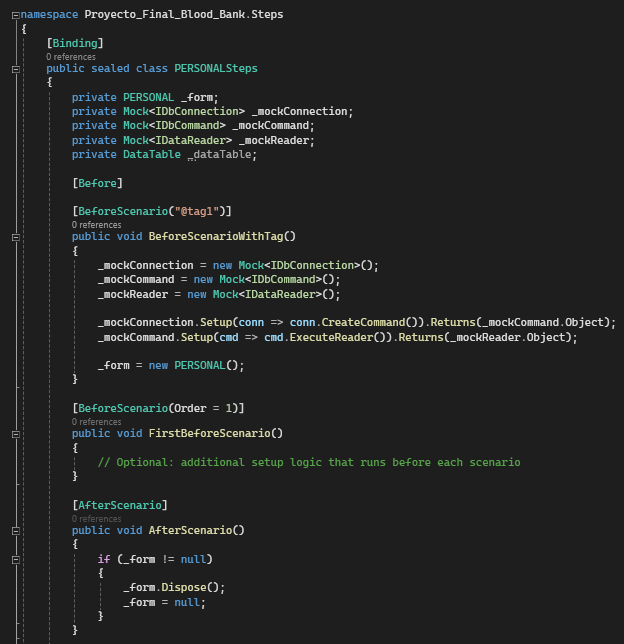 namespace Proyecto_Final_Blood_Bank.Steps
{
[Binding]
0 references
public sealed class PERSONALSteps
{
private PERSONAL _form;
private Mock<IDbConnection> _mockConnection;
private Mock<IDbCommand> _mockCommand;
private Mock<IDataReader> _mockReader;
private DataTable _dataTable;
[Before]
[BeforeScenario("@tag1")]
0 references
public void BeforeScenarioWithTag()
{
_mockConnection = new Mock<IDbConnection>();
_mockCommand = new Mock<IDbCommand>();
_mockReader = new Mock<IDataReader>();
_mockConnection.Setup(conn => conn.CreateCommand()).Returns(_mockCommand.Object);
_mockCommand.Setup(cmd => cmd.ExecuteReader()).Returns(_mockReader.Object);
_form = new PERSONAL();
}
[BeforeScenario(Order = 1)]
0 references
public void FirstBeforeScenario()
{
// Optional: additional setup logic that runs before each scenario
}
[AfterScenario]
0 references
public void AfterScenario()
{
if (_form != null)
{
_form.Dispose();
_form = null;
}
}